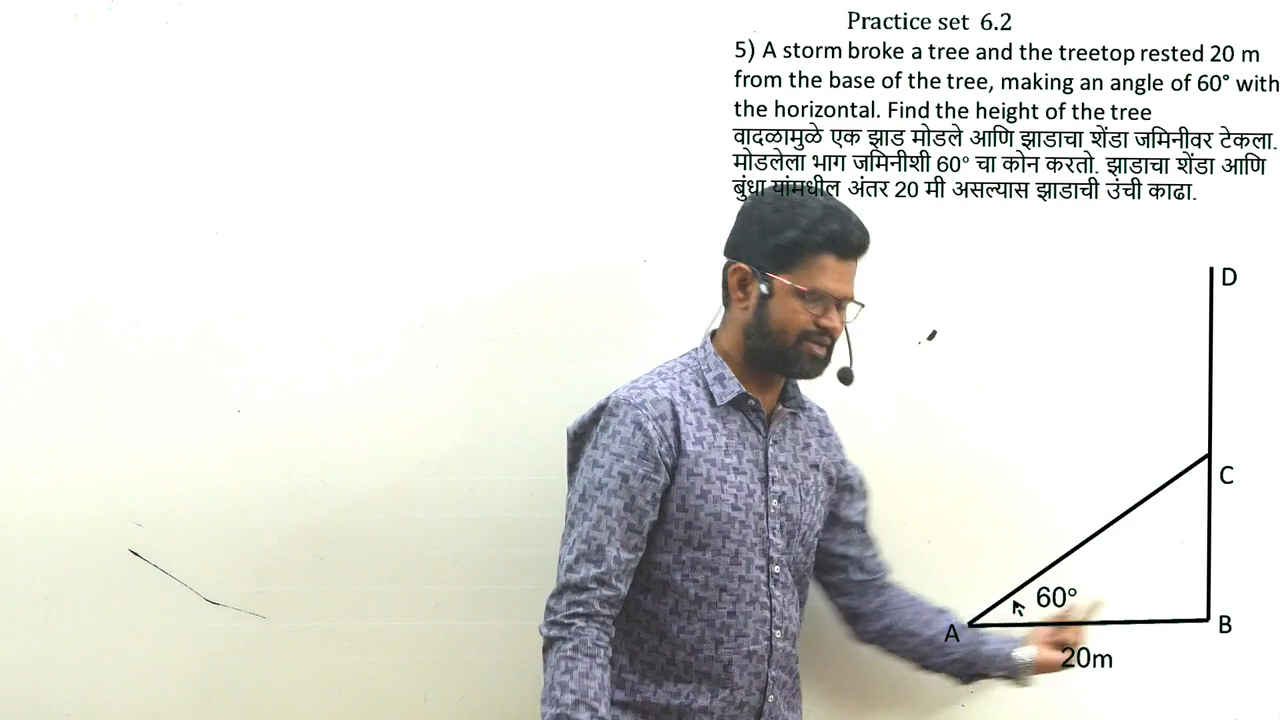 Practice set 6.2
5) A storm broke a tree and the treetop rested 20 m
from the base of the tree, making an angle of 60° with
the horizontal. Find the height of the tree
वादळामुळे एक झाड मोडले आणि झाडाचा शेंडा जमिनीवर टेकला.
मोडलेला भाग जमिनीशी 60° चा कोन करतो. झाडाचा शेंडा आणि
बुंधा यांमधील अंतर 20 मी असल्यास झाडाची उंची काढा.
D
C
60°
A
B
20m